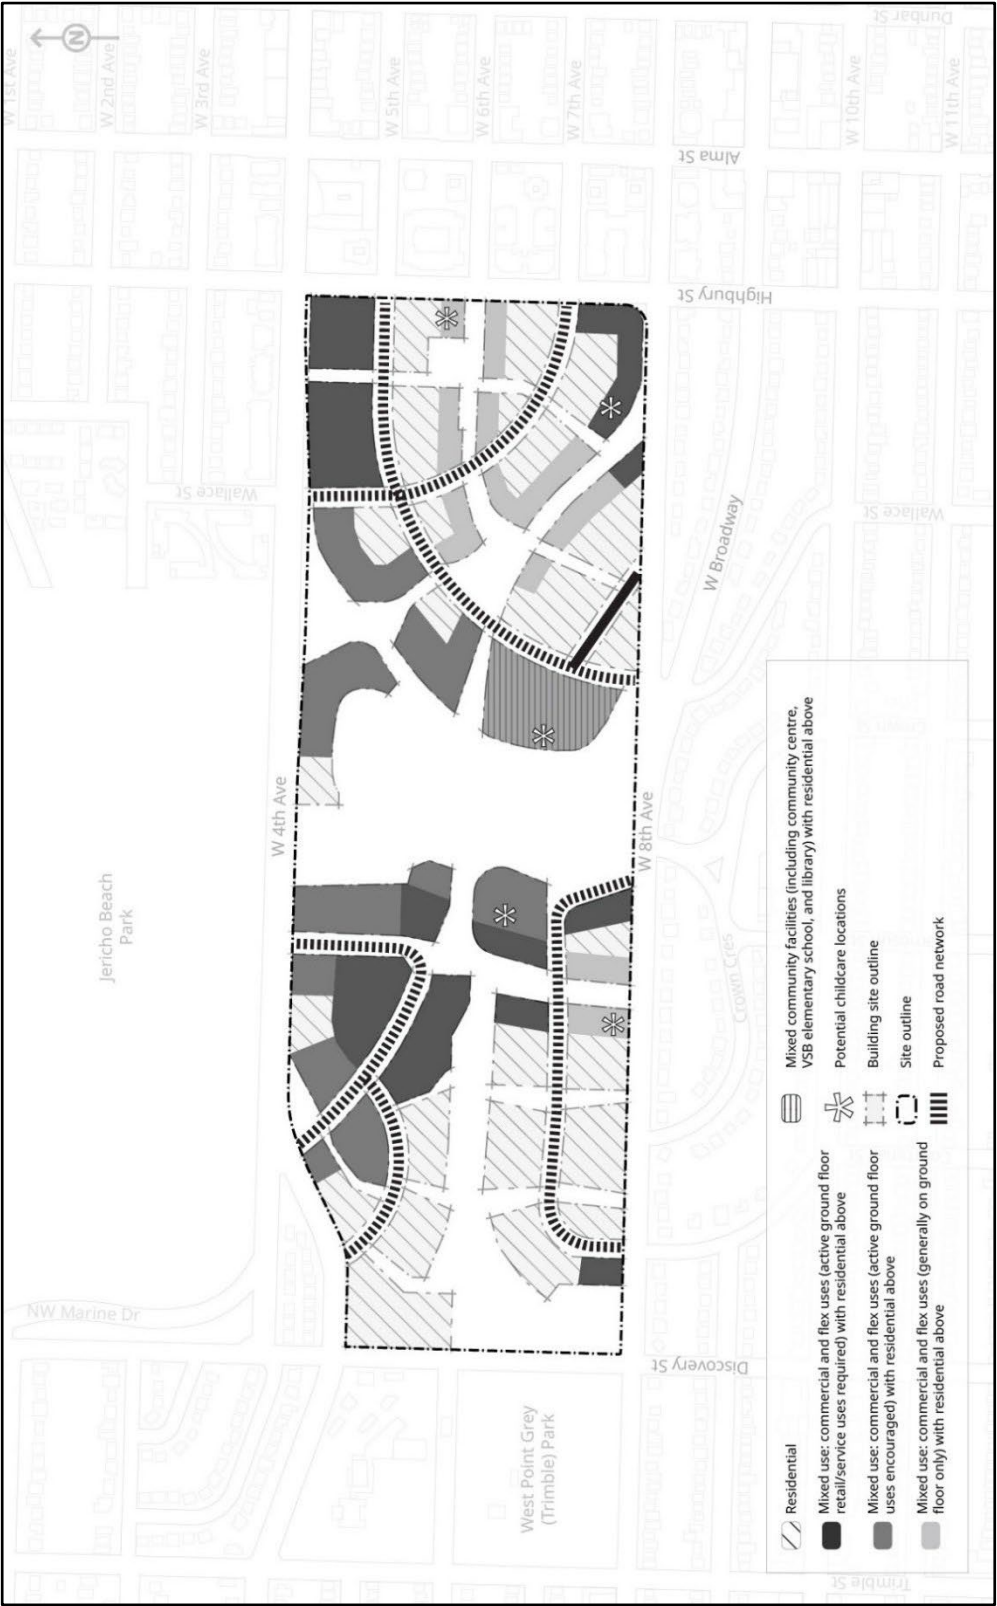 Dunbar St
N
W 1st Ave
W 2nd Ave
W 3rd Ave
W 5th Ave
W 6th Ave
W 7th Ave
W 10th Ave
W 11th Ave
Alma St
Highbury St
Wallace St
Wallace St
W Broadway
W 4th Ave
W 8th Ave
Jericho Beach
Park
Crown Cres
NW Marine Dr
Discovery St
West Point Grey
(Trimble) Park
Trimble St
Residential
Mixed use: commercial and flex uses (active ground floor
retail/service uses required) with residential above
Mixed use: commercial and flex uses (active ground floor
uses encouraged) with residential above
Mixed use: commercial and flex uses (generally on ground
floor only) with residential above
Mixed community facilities (including community centre,
VSB elementary school, and library) with residential above
Potential childcare locations
Building site outline
Site outline
Proposed road network